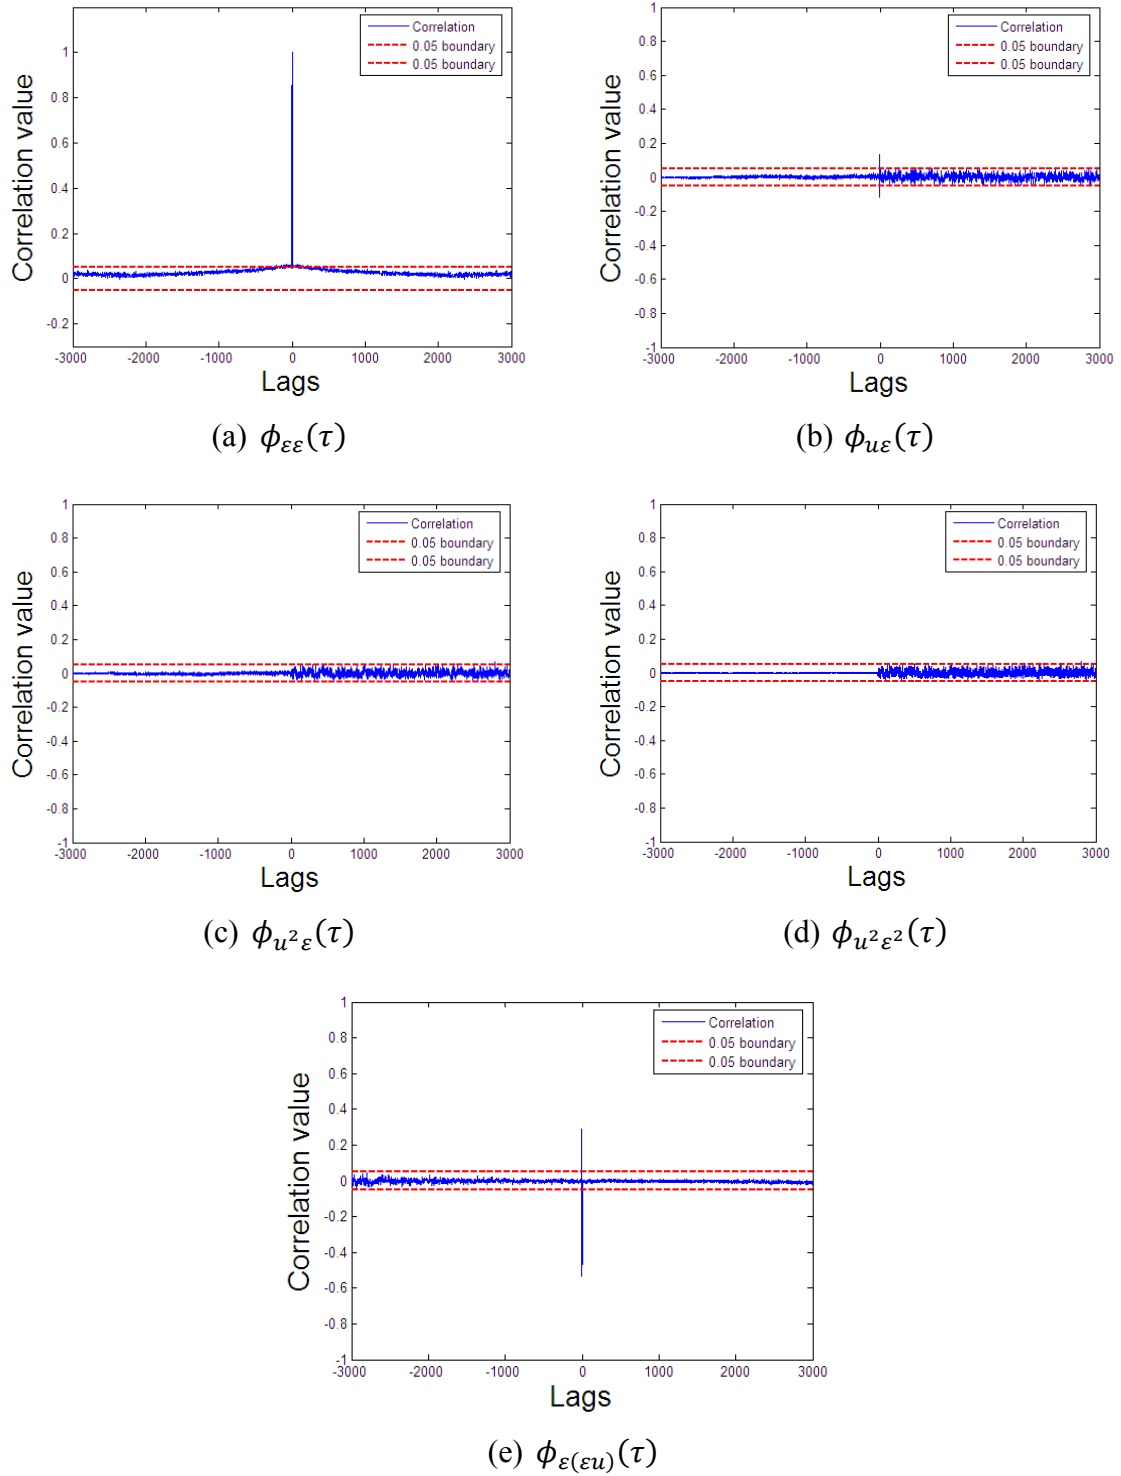 Correlation
0.05 boundary
0.05 boundary
1
0.8
0.6
0.4
0.2
0
-0.2
Correlation value
-3000 -2000 -1000 0 1000 2000 3000
Lags
(a) ϕεε(τ)
Correlation
0.05 boundary
0.05 boundary
1
0.8
0.6
0.4
0.2
0
-0.2
-0.4
-0.6
-0.8
-1
Correlation value
-3000 -2000 -1000 0 1000 2000 3000
Lags
(b) ϕuε(τ)
Correlation
0.05 boundary
0.05 boundary
1
0.8
0.6
0.4
0.2
0
-0.2
-0.4
-0.6
-0.8
-1
Correlation value
-3000 -2000 -1000 0 1000 2000 3000
Lags
(c) ϕu²ε(τ)
Correlation
0.05 boundary
0.05 boundary
1
0.8
0.6
0.4
0.2
0
-0.2
-0.4
-0.6
-0.8
-1
Correlation value
-3000 -2000 -1000 0 1000 2000 3000
Lags
(d) ϕu²ε²(τ)
Correlation
0.05 boundary
0.05 boundary
1
0.8
0.6
0.4
0.2
0
-0.2
-0.4
-0.6
-0.8
-1
Correlation value
-3000 -2000 -1000 0 1000 2000 3000
Lags
(e) ϕε(εu)(τ)